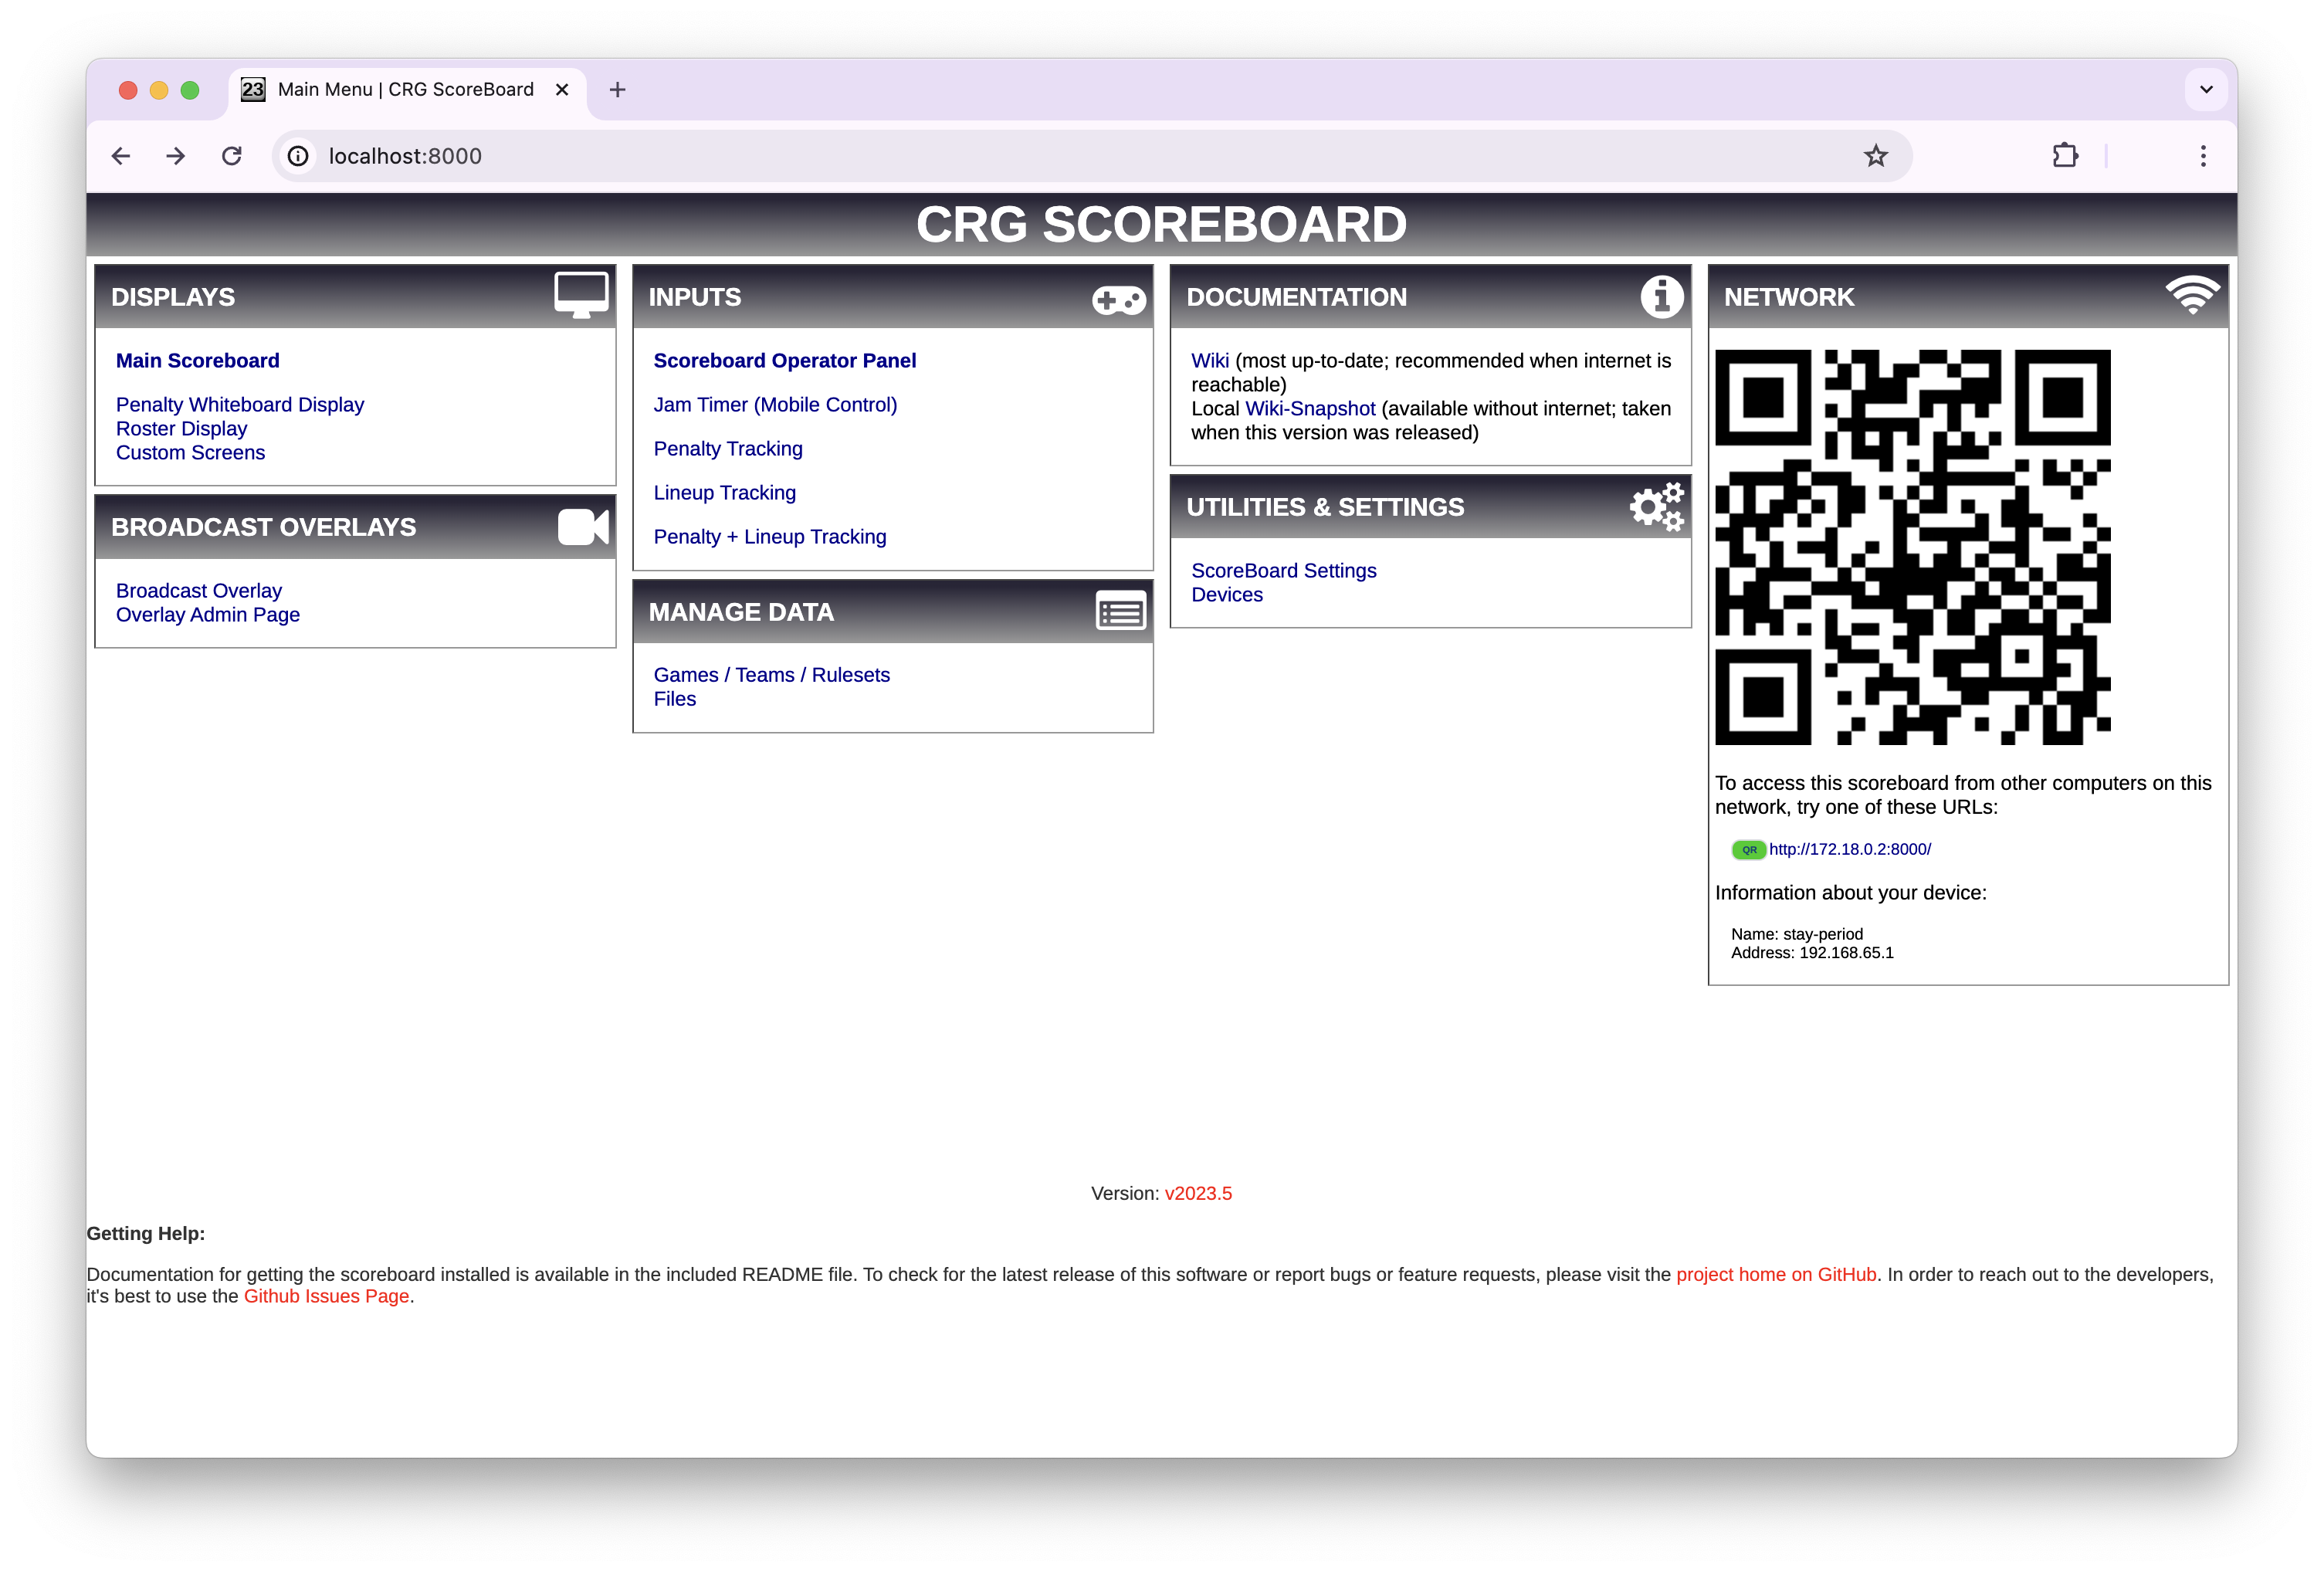 23 Main Menu | CRG ScoreBoard
localhost:8000
CRG SCOREBOARD
DISPLAYS
Main Scoreboard
Penalty Whiteboard Display
Roster Display
Custom Screens
BROADCAST OVERLAYS
Broadcast Overlay
Overlay Admin Page
INPUTS
Scoreboard Operator Panel
Jam Timer (Mobile Control)
Penalty Tracking
Lineup Tracking
Penalty + Lineup Tracking
MANAGE DATA
Games / Teams / Rulesets
Files
DOCUMENTATION
Wiki (most up-to-date; recommended when internet is
reachable)
Local Wiki-Snapshot (available without internet; taken
when this version was released)
UTILITIES & SETTINGS
ScoreBoard Settings
Devices
NETWORK
To access this scoreboard from other computers on this
network, try one of these URLs:
QR http://172.18.0.2:8000/
Information about your device:
Name: stay-period
Address: 192.168.65.1
Version: v2023.5
Getting Help:
Documentation for getting the scoreboard installed is available in the included README file. To check for the latest release of this software or report bugs or feature requests, please visit the project home on GitHub. In order to reach out to the developers,
it's best to use the Github Issues Page.